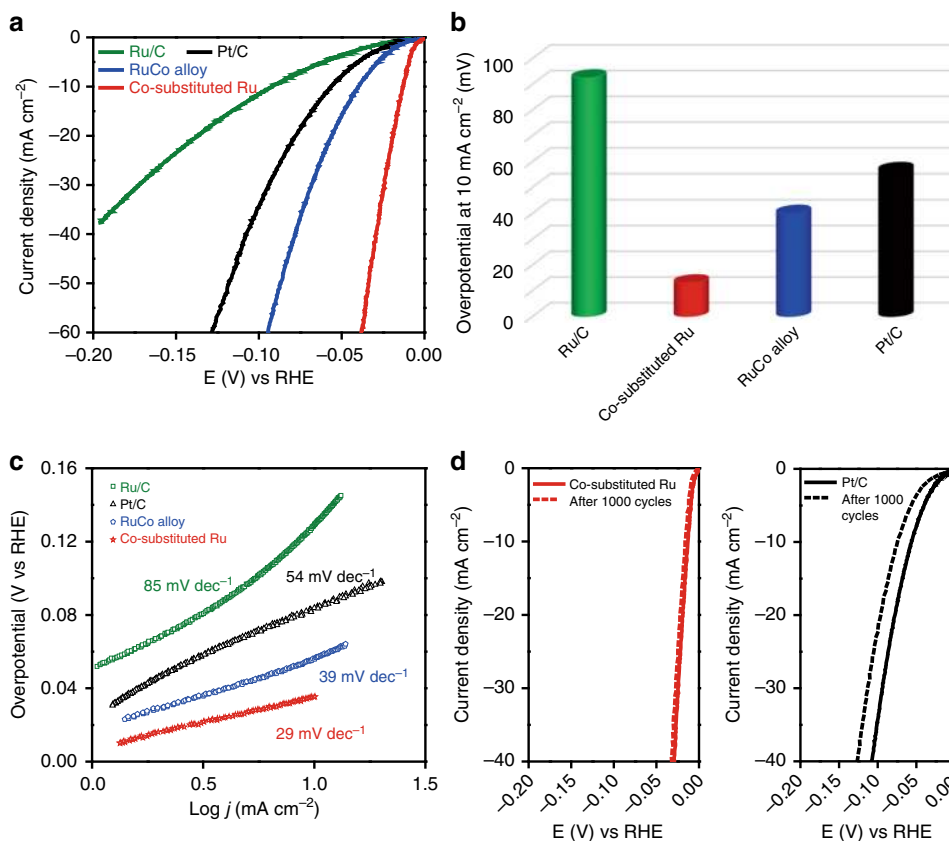 a
Ru/C
Pt/C
RuCo alloy
Co-substituted Ru
0
−10
−20
−30
−40
−50
−60
Current density (mA cm−2)
−0.20
−0.15
−0.10
−0.05
0.00
E (V) vs RHE
b
100
80
60
40
20
0
Overpotential at 10 mA cm−2 (mV)
Ru/C
Co-substituted Ru
RuCo alloy
Pt/C
c
0.16
0.12
0.08
0.04
0.00
Overpotential (V vs RHE)
Ru/C
Pt/C
RuCo alloy
Co-substituted Ru
85 mV dec−1
54 mV dec−1
39 mV dec−1
29 mV dec−1
0.0
0.5
1.0
1.5
Log j (mA cm−2)
d
0
−10
−20
−30
−40
Current density (mA cm−2)
Co-substituted Ru
After 1000 cycles
−0.20
−0.15
−0.10
−0.05
0.00
E (V) vs RHE
0
−10
−20
−30
−40
Current density (mA cm−2)
Pt/C
After 1000
cycles
−0.20
−0.15
−0.10
−0.05
0.00
E (V) vs RHE